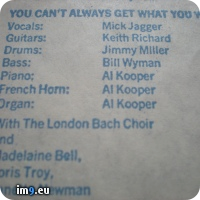 YOU CAN'T ALWAYS GET WHAT YOU
Vocals: Mick Jagger
Guitars: Keith Richard
Drums: Jimmy Miller
Bass: Bill Wyman
Piano: Al Kooper
French Horn: Al Kooper
Organ: Al Kooper
With The London Bach Choir
nd
adelaine Bell,
oris Troy,
ewman
im9.eu